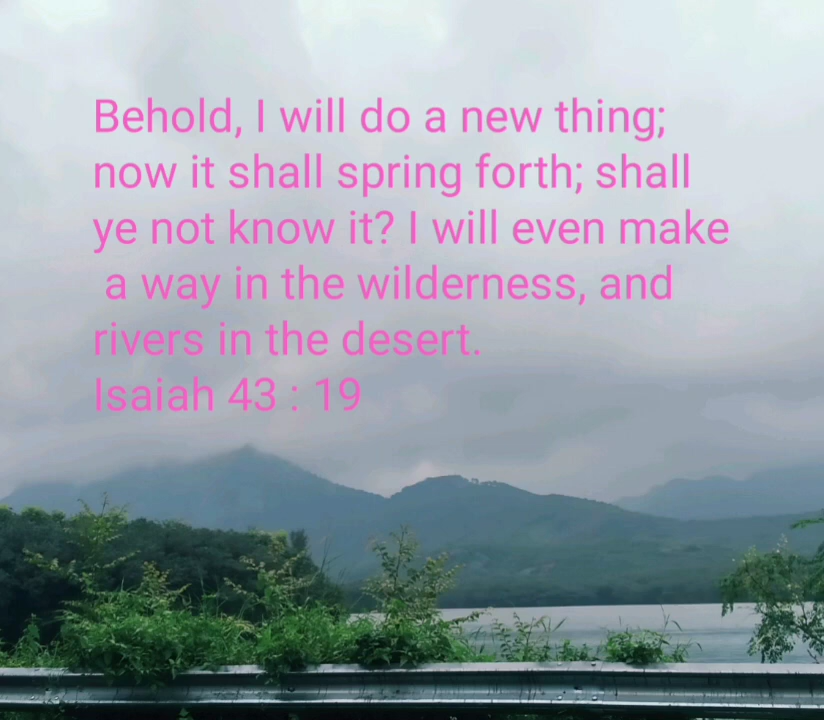 Behold, I will do a new thing;
now it shall spring forth; shall
ye not know it? I will even make
a way in the wilderness, and
rivers in the desert.
Isaiah 43 : 19